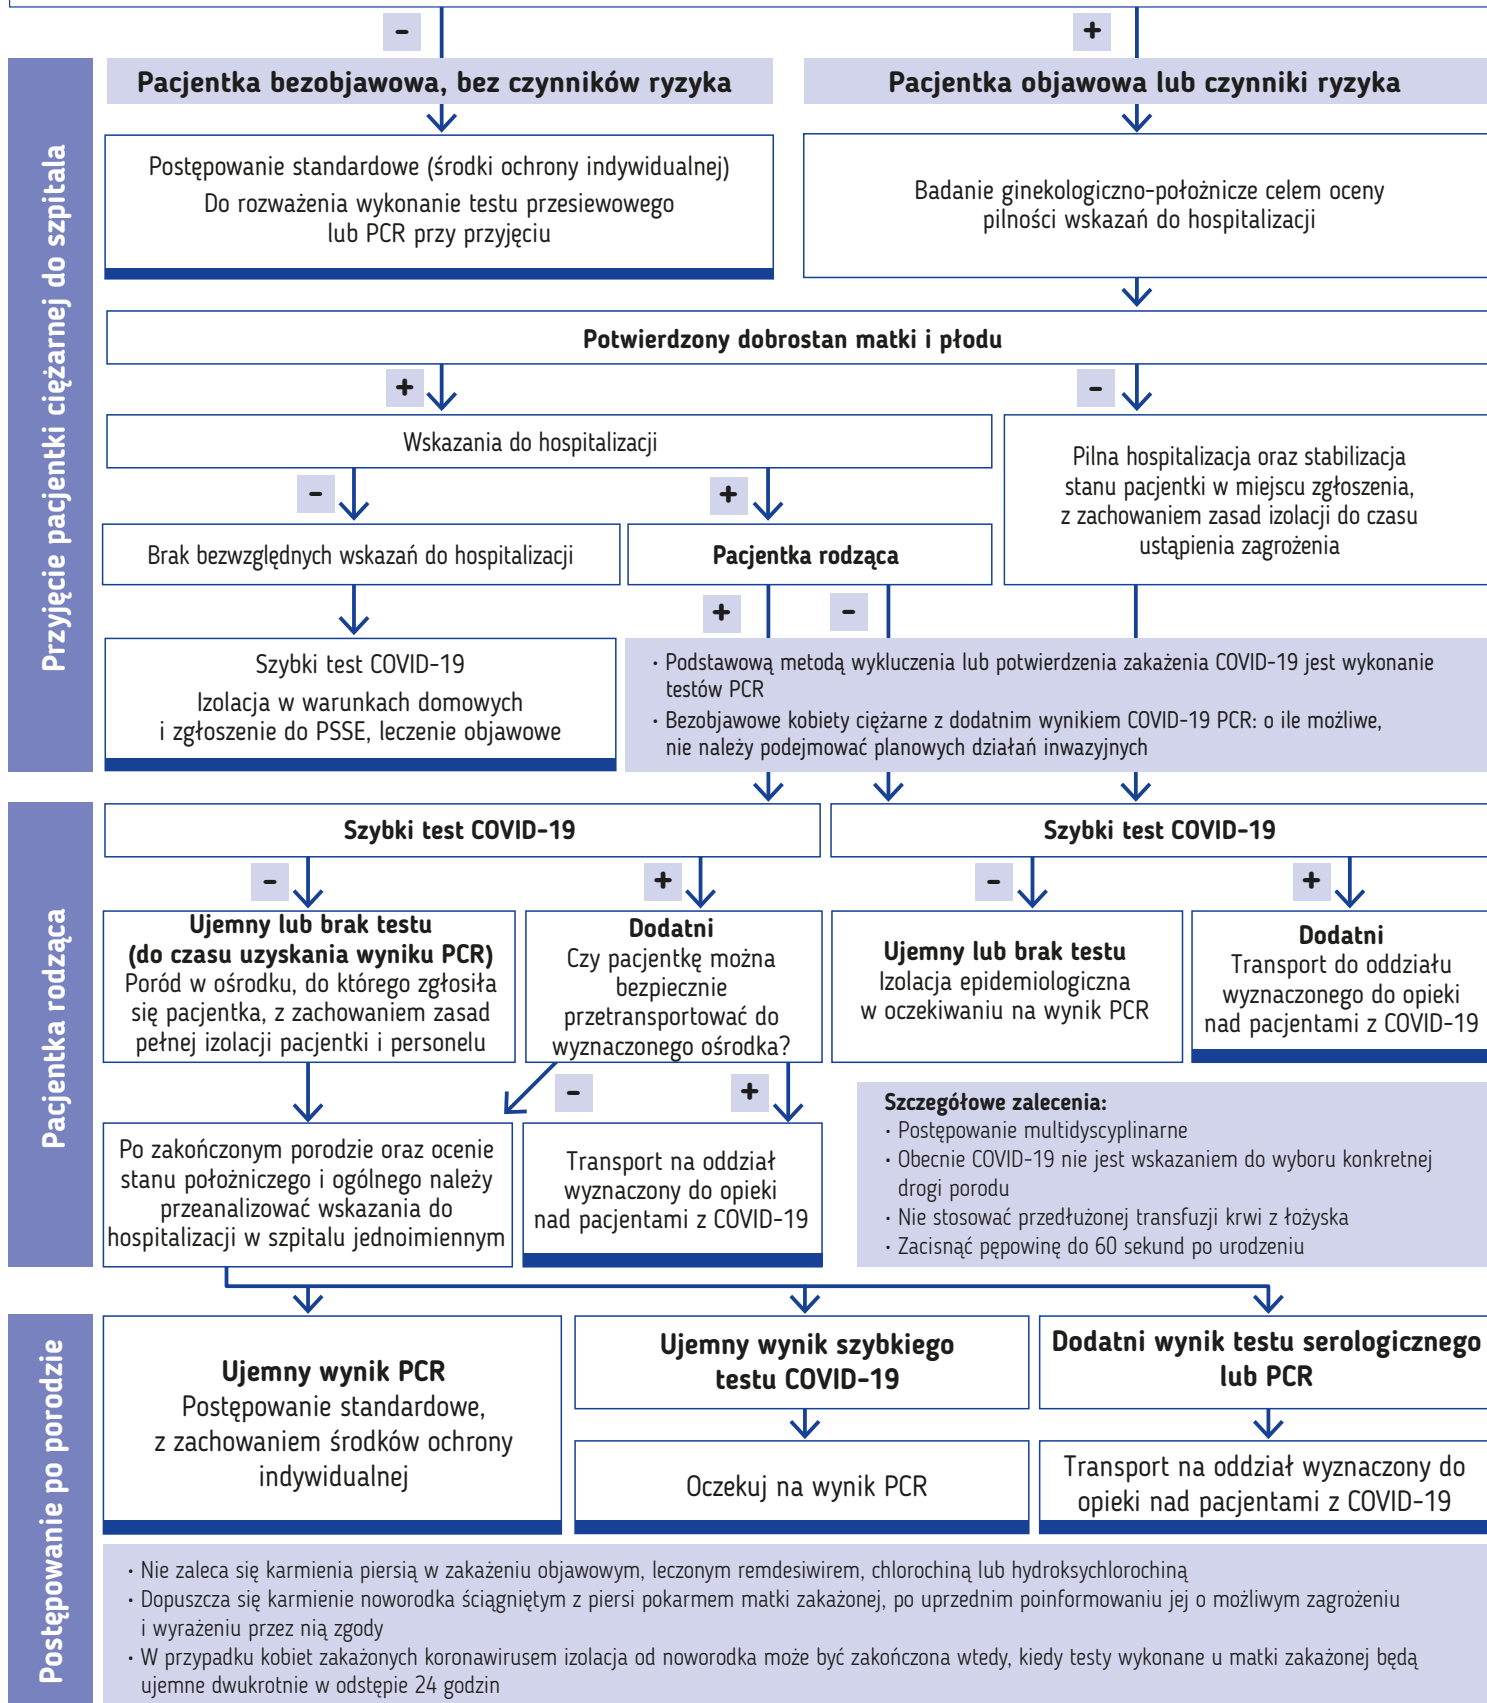 -
+
Przyjęcie pacjentki ciężarnej do szpitala
Pacjentka bezobjawowa, bez czynników ryzyka
Pacjentka objawowa lub czynniki ryzyka
Postępowanie standardowe (środki ochrony indywidualnej)
Do rozważenia wykonanie testu przesiewowego
lub PCR przy przyjęciu
Badanie ginekologiczno-położnicze celem oceny
pilności wskazań do hospitalizacji
Potwierdzony dobrostan matki i płodu
+
-
Wskazania do hospitalizacji
Pilna hospitalizacja oraz stabilizacja
stanu pacjentki w miejscu zgłoszenia,
z zachowaniem zasad izolacji do czasu
ustąpienia zagrożenia
-
+
Brak bezwzględnych wskazań do hospitalizacji
Pacjentka rodząca
+
-
Szybki test COVID-19
Izolacja w warunkach domowych
i zgłoszenie do PSSE, leczenie objawowe
· Podstawową metodą wykluczenia lub potwierdzenia zakażenia COVID-19 jest wykonanie
testów PCR
· Bezobjawowe kobiety ciężarne z dodatnim wynikiem COVID-19 PCR: o ile możliwe,
nie należy podejmować planowych działań inwazyjnych
Pacjentka rodząca
Szybki test COVID-19
Szybki test COVID-19
-
+
-
+
Ujemny lub brak testu
(do czasu uzyskania wyniku PCR)
Poród w ośrodku, do którego zgłosiła
się pacjentka, z zachowaniem zasad
pełnej izolacji pacjentki i personelu
Dodatni
Czy pacjentkę można
bezpiecznie
przetransportować do
wyznaczonego ośrodka?
Ujemny lub brak testu
Izolacja epidemiologiczna
w oczekiwaniu na wynik PCR
Dodatni
Transport do oddziału
wyznaczonego do opieki
nad pacjentami z COVID-19
-
+
Po zakończonym porodzie oraz ocenie
stanu położniczego i ogólnego należy
przeanalizować wskazania do
hospitalizacji w szpitalu jednoimiennym
Transport na oddział
wyznaczony do opieki
nad pacjentami z COVID-19
Szczegółowe zalecenia:
· Postępowanie multidyscyplinarne
· Obecnie COVID-19 nie jest wskazaniem do wyboru konkretnej
drogi porodu
· Nie stosować przedłużonej transfuzji krwi z łożyska
· Zacisnąć pępowinę do 60 sekund po urodzeniu
Postępowanie po porodzie
Ujemny wynik PCR
Postępowanie standardowe,
z zachowaniem środków ochrony
indywidualnej
Ujemny wynik szybkiego
testu COVID-19
Oczekuj na wynik PCR
Dodatni wynik testu serologicznego
lub PCR
Transport na oddział wyznaczony do
opieki nad pacjentami z COVID-19
· Nie zaleca się karmienia piersią w zakażeniu objawowym, leczonym remdesiwirem, chlorochiną lub hydroksychlorochiną
· Dopuszcza się karmienie noworodka ściągniętym z piersi pokarmem matki zakażonej, po uprzednim poinformowaniu jej o możliwym zagrożeniu
i wyrażeniu przez nią zgody
· W przypadku kobiet zakażonych koronawirusem izolacja od noworodka może być zakończona wtedy, kiedy testy wykonane u matki zakażonej będą
ujemne dwukrotnie w odstępie 24 godzin